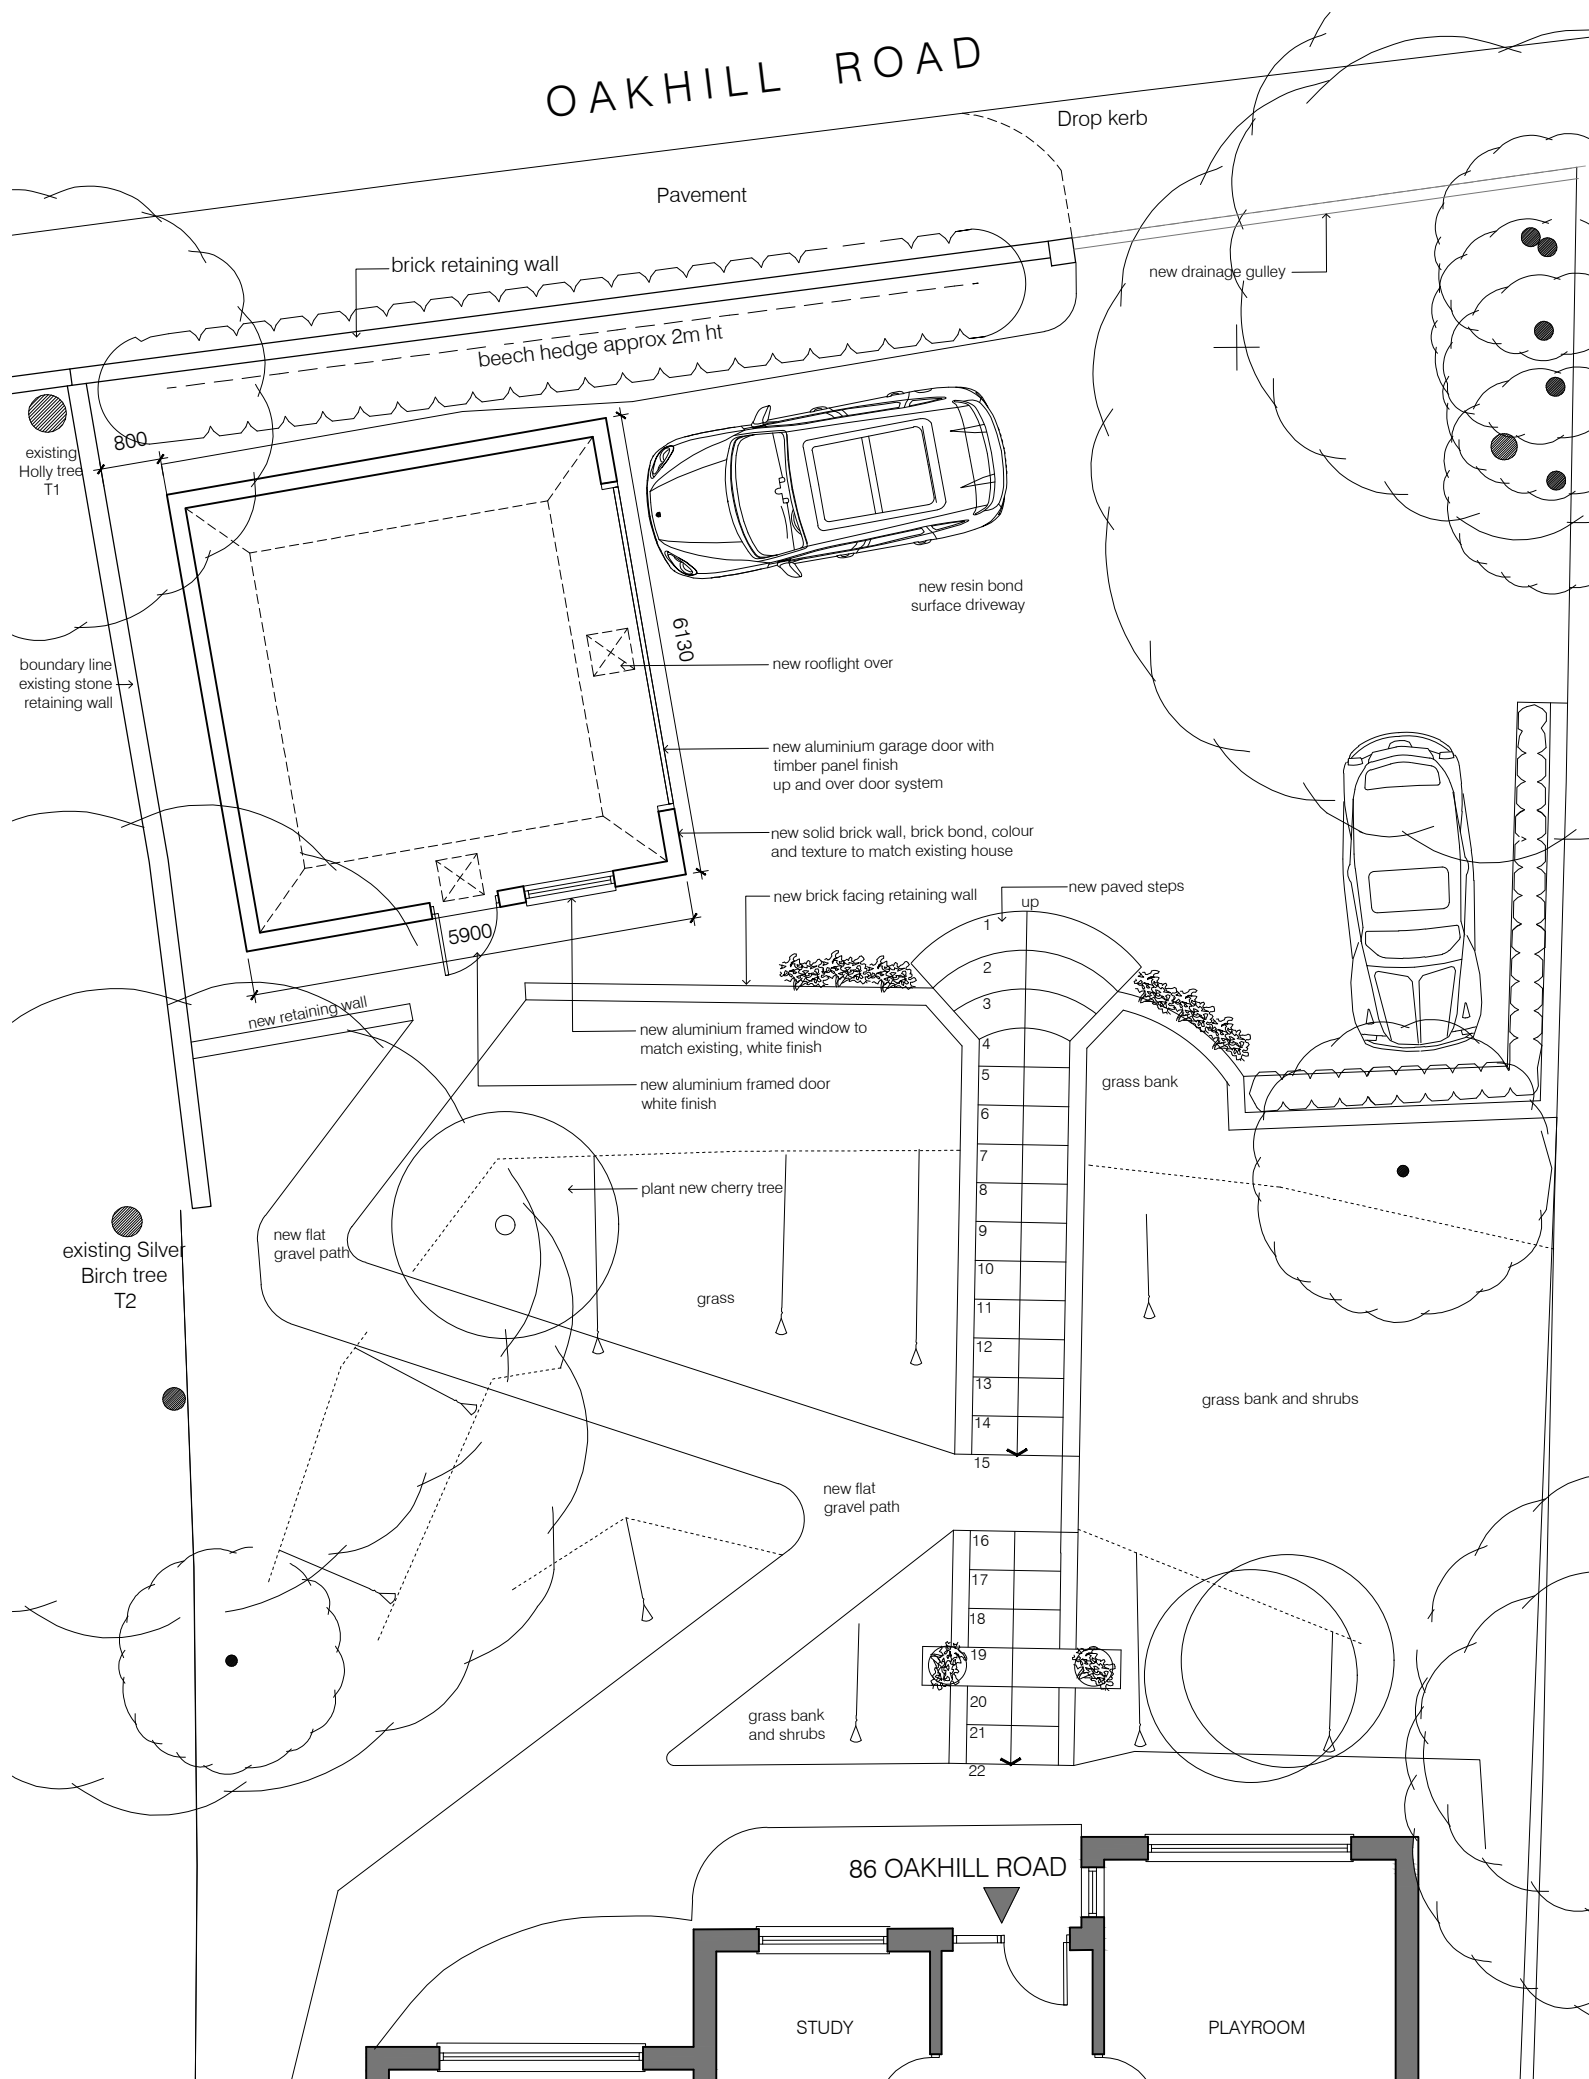 OAKHILL ROAD
Drop kerb
Pavement
brick retaining wall
new drainage gulley
beech hedge approx 2m ht
800
existing
Holly tree
T1
new resin bond
surface driveway
6130
boundary line
existing stone
retaining wall
new rooflight over
new aluminium garage door with
timber panel finish
up and over door system
new solid brick wall, brick bond, colour
and texture to match existing house
new brick facing retaining wall
new paved steps
up
5900
new retaining wall
new aluminium framed window to
match existing, white finish
new aluminium framed door
white finish
1
2
3
4
5
6
7
8
9
10
11
12
13
14
15
grass bank
plant new cherry tree
new flat
gravel path
existing Silver
Birch tree
T2
grass
grass bank and shrubs
new flat
gravel path
16
17
18
19
20
21
22
grass bank
and shrubs
86 OAKHILL ROAD
STUDY
PLAYROOM